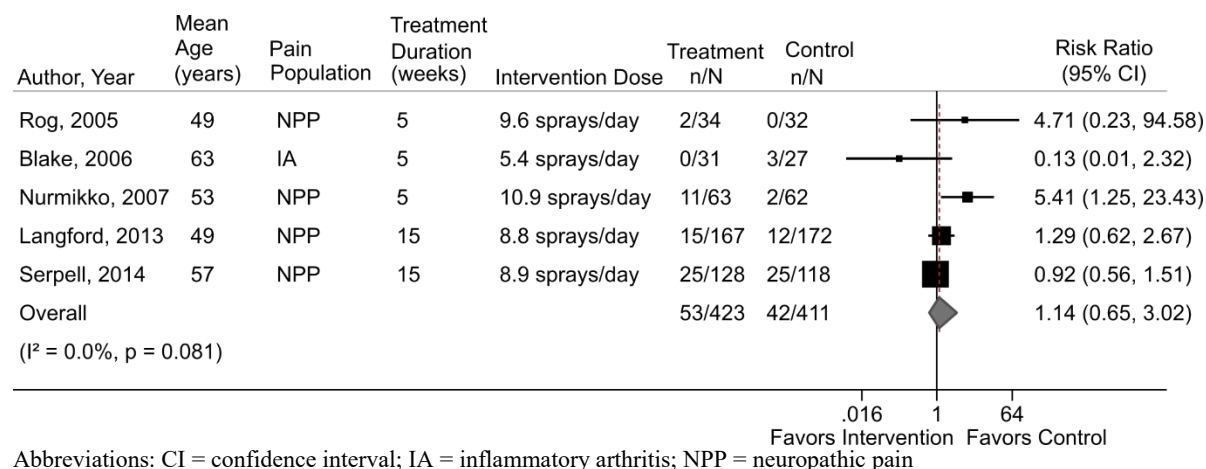 Author, Year Mean Age (years) Pain Population Treatment Duration (weeks) Intervention Dose Treatment n/N Control n/N Risk Ratio (95% CI)
Rog, 2005 49 NPP 5 9.6 sprays/day 2/34 0/32 4.71 (0.23, 94.58)
Blake, 2006 63 IA 5 5.4 sprays/day 0/31 3/27 0.13 (0.01, 2.32)
Nurmikko, 2007 53 NPP 5 10.9 sprays/day 11/63 2/62 5.41 (1.25, 23.43)
Langford, 2013 49 NPP 15 8.8 sprays/day 15/167 12/172 1.29 (0.62, 2.67)
Serpell, 2014 57 NPP 15 8.9 sprays/day 25/128 25/118 0.92 (0.56, 1.51)
Overall 53/423 42/411 1.14 (0.65, 3.02)
(I² = 0.0%, p = 0.081)
.016 1 64
Favors Intervention Favors Control
Abbreviations: CI = confidence interval; IA = inflammatory arthritis; NPP = neuropathic pain